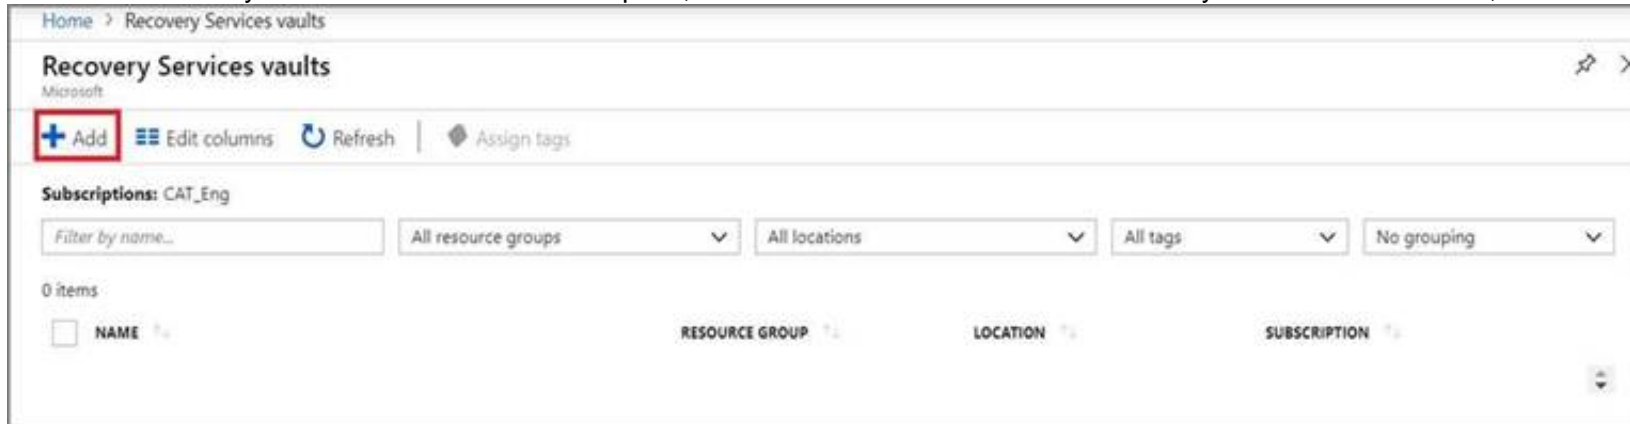 Home > Recovery Services vaults
Recovery Services vaults
Microsoft
+ Add Edit columns Refresh Assign tags
Subscriptions: CAT_Eng
Filter by name... All resource groups All locations All tags No grouping
0 items
NAME RESOURCE GROUP LOCATION SUBSCRIPTION